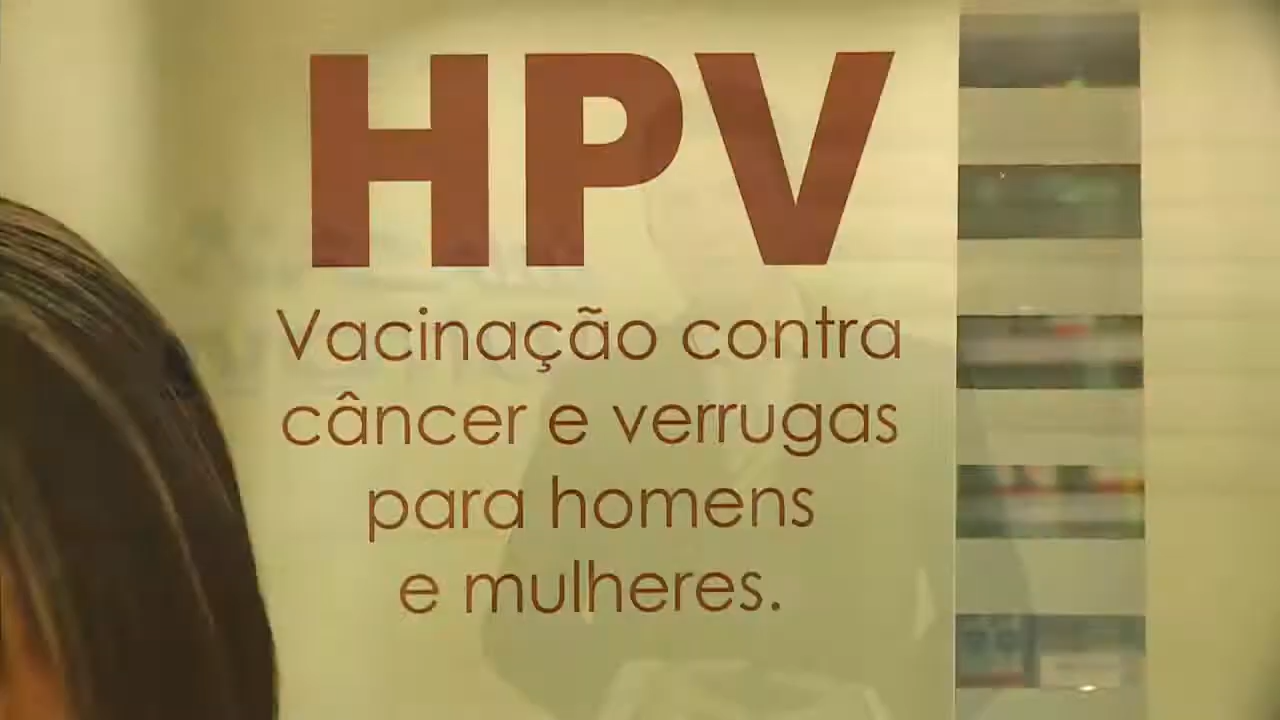 HPV
Vacinação contra
câncer e verrugas
para homens
e mulheres.